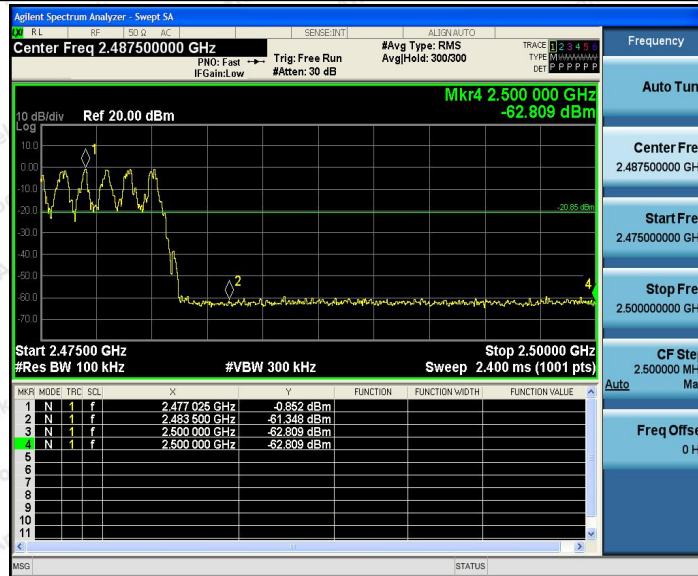 Agilent Spectrum Analyzer - Swept SA
RL RF 50 Ω AC SENSE:INT ALIGN AUTO
Center Freq 2.487500000 GHz
PNO: Fast
IFGain:Low
Trig: Free Run
#Atten: 30 dB
#Avg Type: RMS
Avg|Hold: 300/300
TRACE 1 2 3 4 5 6
TYPE M
DET P P P P P P
Mkr4 2.500 000 GHz
-62.809 dBm
10 dB/div Ref 20.00 dBm
Log
10.0
0.00
-10.0
-20.0
-30.0
-40.0
-50.0
-60.0
-70.0
1
-20.85 dBm
2
4
Start 2.47500 GHz Stop 2.50000 GHz
#Res BW 100 kHz #VBW 300 kHz Sweep 2.400 ms (1001 pts)
MKR MODE TRC SCL X Y FUNCTION FUNCTION WIDTH FUNCTION VALUE
1 N 1 f 2.477 025 GHz -0.852 dBm
2 N 1 f 2.483 500 GHz -61.348 dBm
3 N 1 f 2.500 000 GHz -62.809 dBm
4 N 1 f 2.500 000 GHz -62.809 dBm
5
6
7
8
9
10
11
MSG STATUS
Frequency
Auto Tun
Center Fre
2.487500000 GH
Start Fre
2.475000000 GH
Stop Fre
2.500000000 GH
CF Ste
2.500000 MH
Auto Ma
Freq Offse
0 H